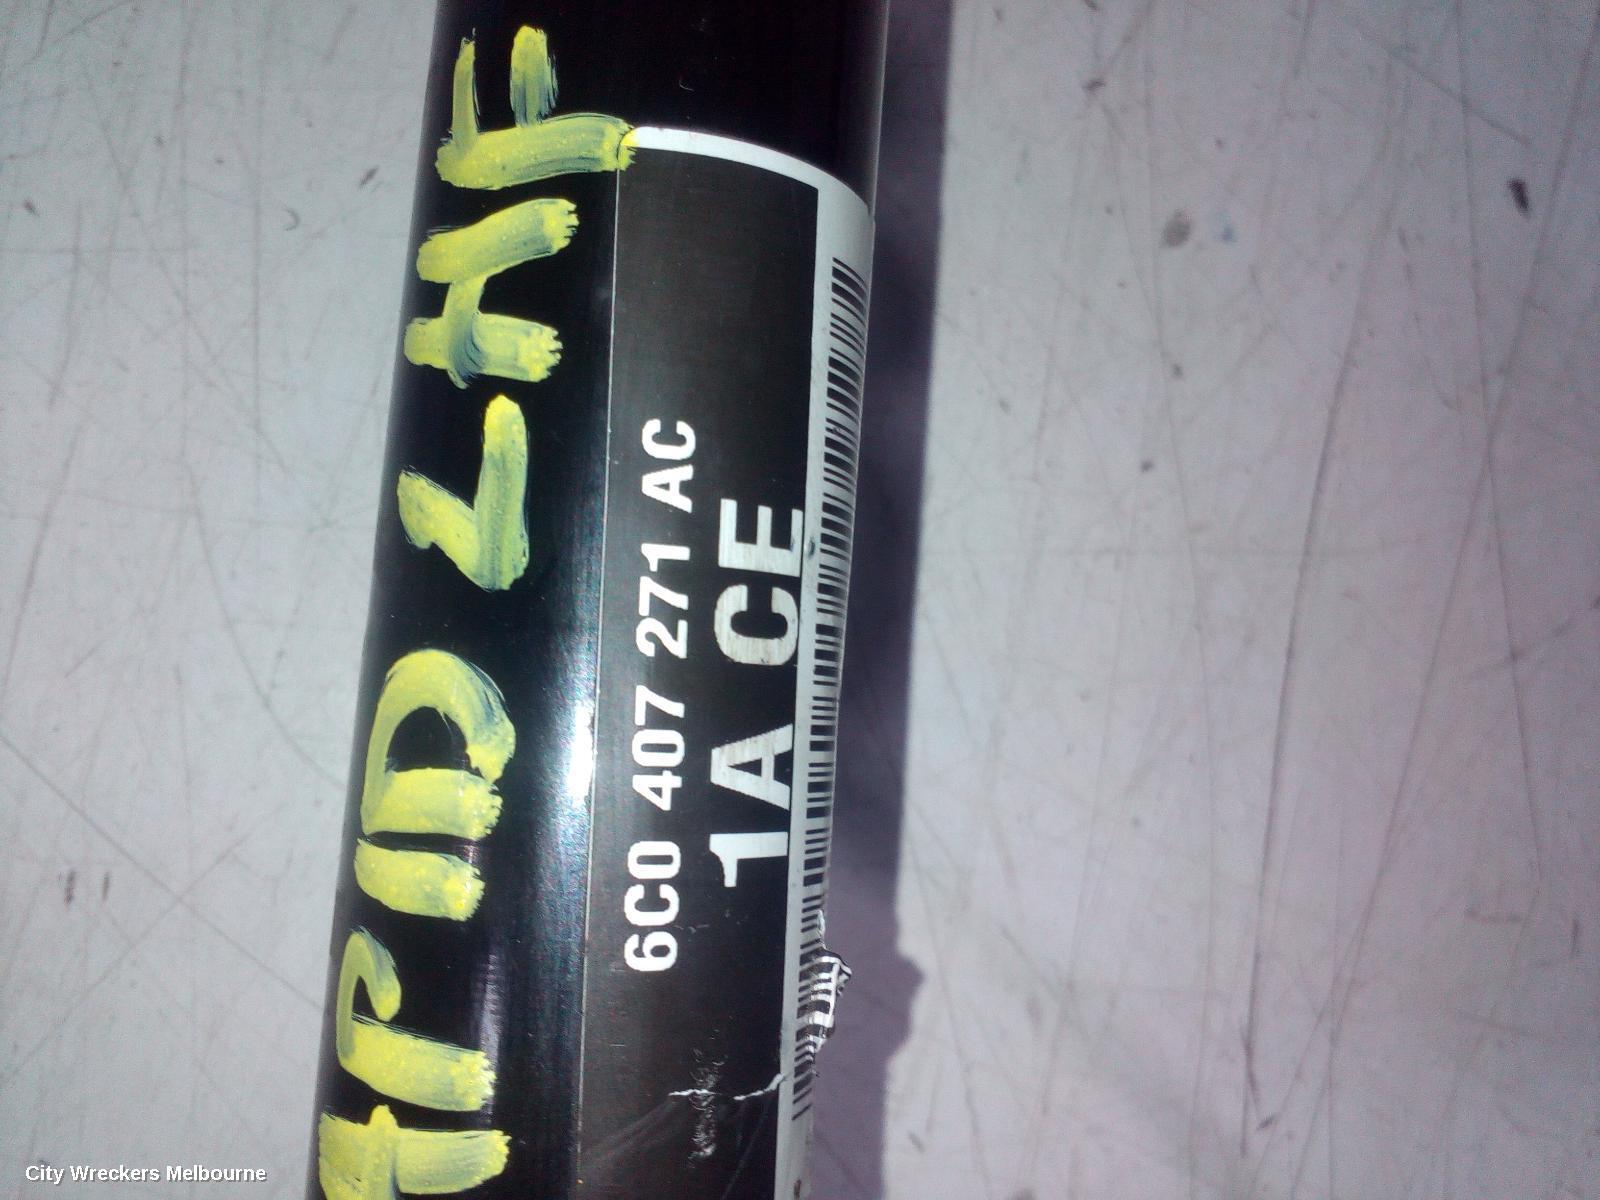 LHF
6C0 407 271 AC
1A CE
City Wreckers Melbourne